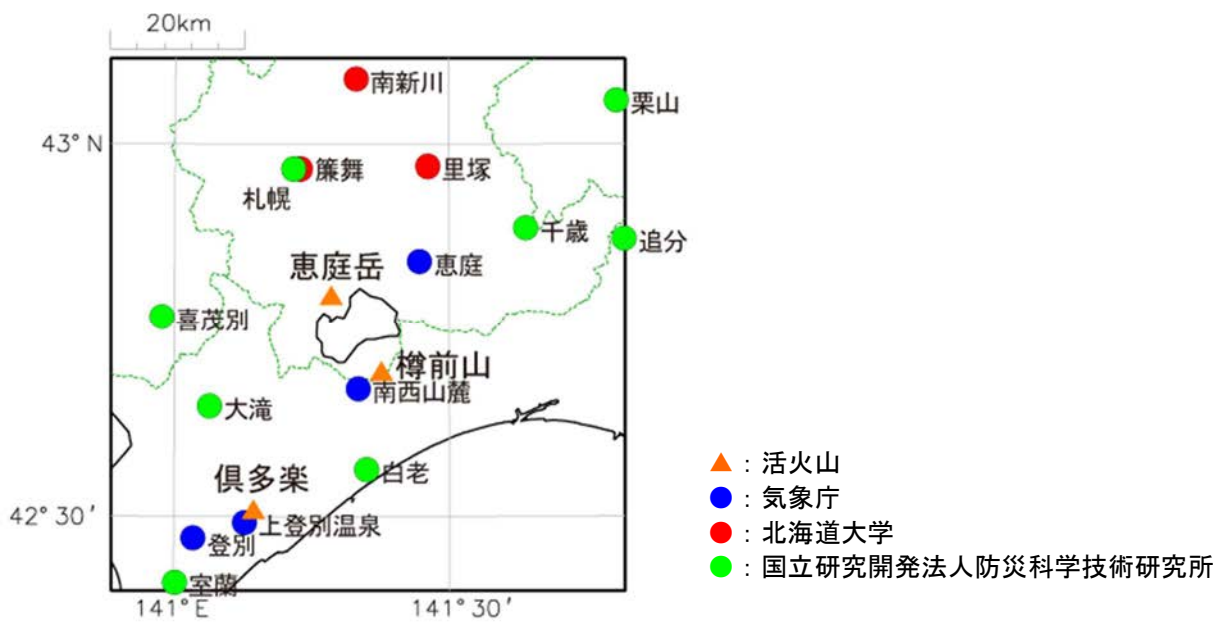 20km
南新川
栗山
43°N
簾舞
里塚
札幌
千歳
追分
恵庭岳
恵庭
喜茂別
樽前山
南西山麓
大滝
白老
倶多楽
42°30′
上登別温泉
登別
室蘭
141°E
141°30′
▲：活火山
●：気象庁
●：北海道大学
●：国立研究開発法人防災科学技術研究所